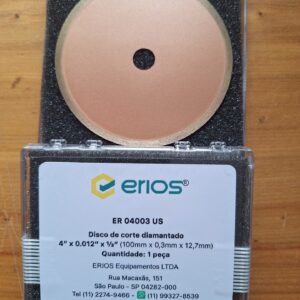 erios®
ER 04003 US
Disco de corte diamantado
4" x 0.012" x ½" (100mm x 0,3mm x 12,7mm)
Quantidade: 1 peça
ERIOS Equipamentos LTDA
Rua Macaxás, 151
São Paulo - SP 04282-000
Tel (11) 2274-9466 - (11) 99327-8539